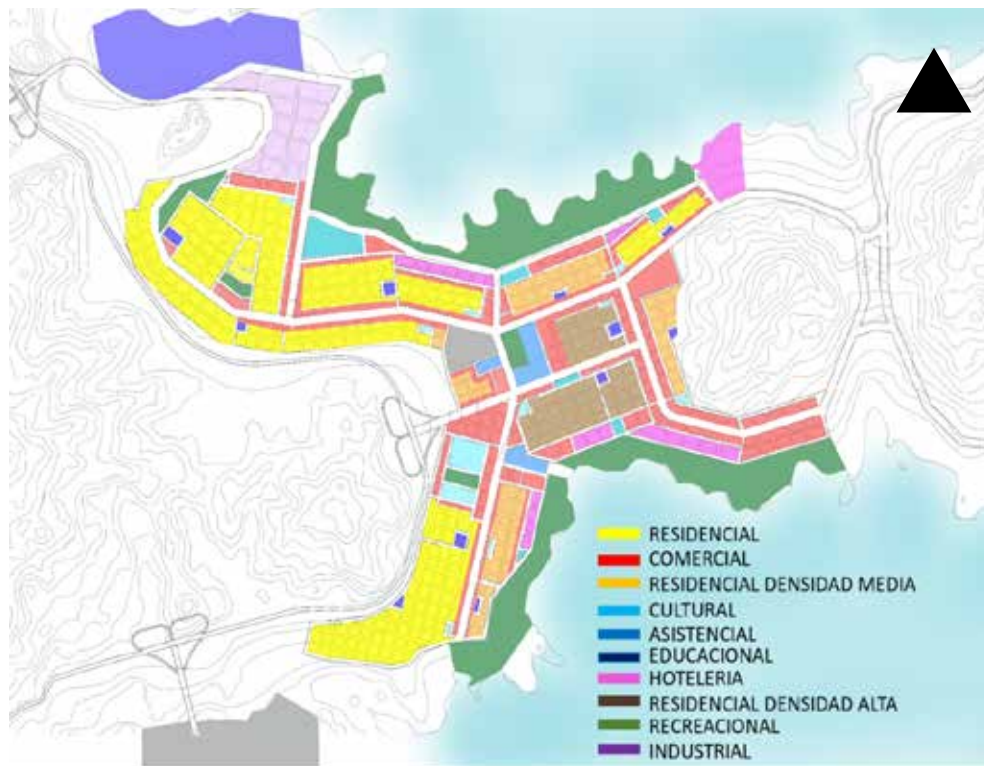 RESIDENCIAL
COMERCIAL
RESIDENCIAL DENSIDAD MEDIA
CULTURAL
ASISTENCIAL
EDUCACIONAL
HOTELERIA
RESIDENCIAL DENSIDAD ALTA
RECREACIONAL
INDUSTRIAL